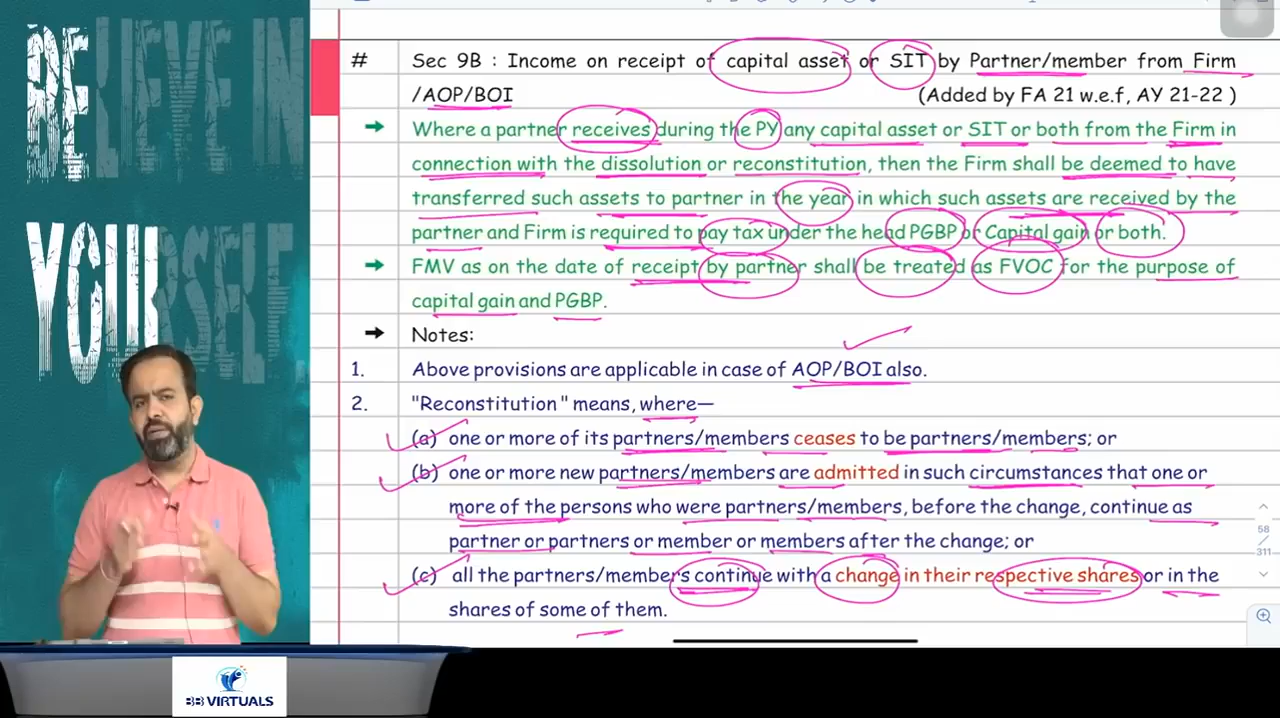 BELIEVE IN
YOURSELF.
# Sec 9B : Income on receipt of capital asset or SIT by Partner/member from Firm
/AOP/BOI (Added by FA 21 w.e.f, AY 21-22 )
Where a partner receives during the PY any capital asset or SIT or both from the Firm in
connection with the dissolution or reconstitution, then the Firm shall be deemed to have
transferred such assets to partner in the year in which such assets are received by the
partner and Firm is required to pay tax under the head PGBP or Capital gain or both.
FMV as on the date of receipt by partner shall be treated as FVOC for the purpose of
capital gain and PGBP.
Notes:
1. Above provisions are applicable in case of AOP/BOI also.
2. "Reconstitution" means, where—
(a) one or more of its partners/members ceases to be partners/members; or
(b) one or more new partners/members are admitted in such circumstances that one or
more of the persons who were partners/members, before the change, continue as
partner or partners or member or members after the change; or
(c) all the partners/members continue with a change in their respective shares or in the
shares of some of them.
58
/
311
BB VIRTUALS